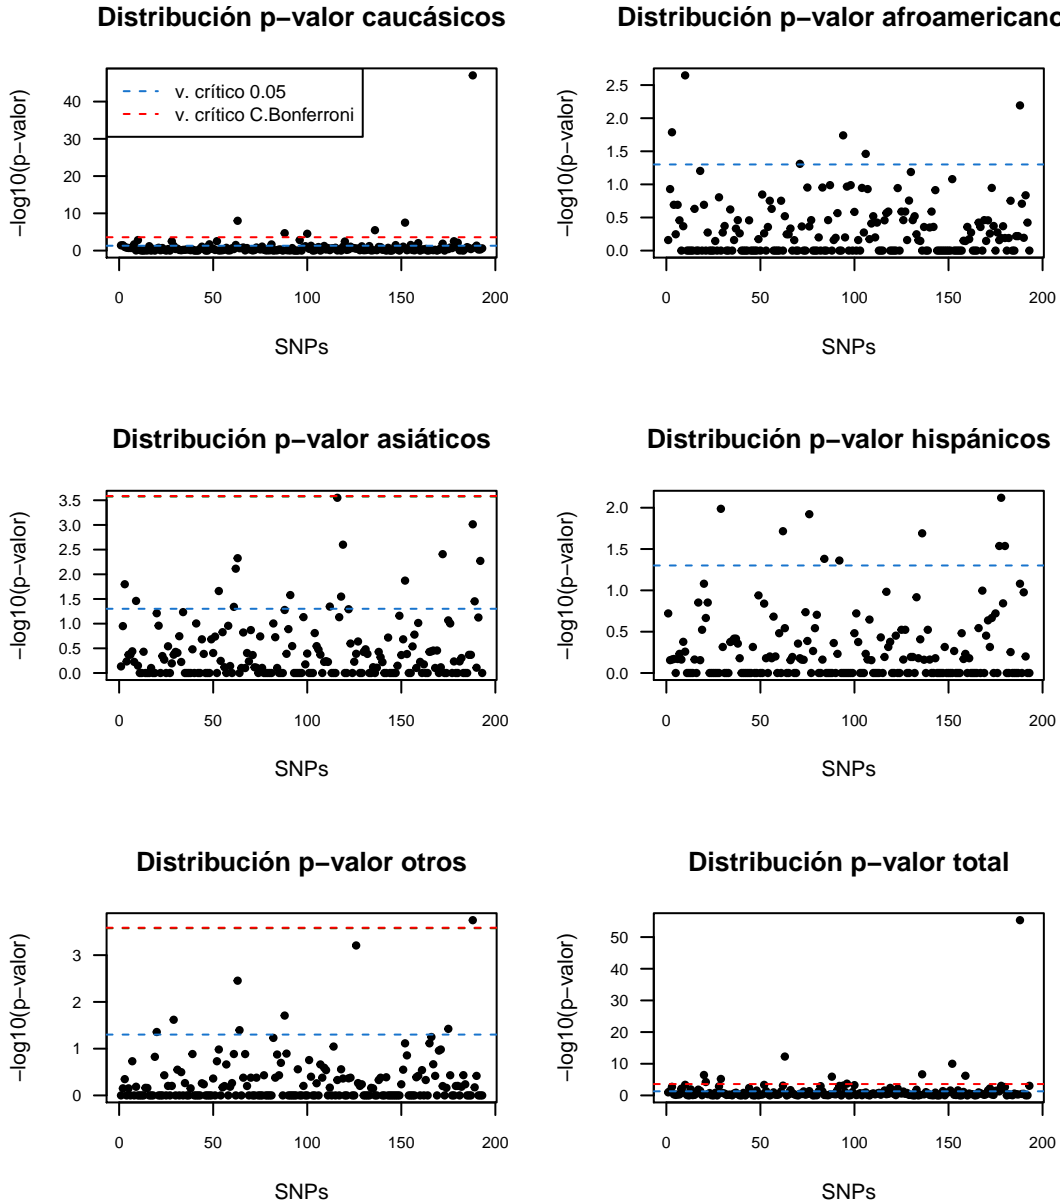 Distribución p−valor caucásicos
−log10(p−valor)
40
30
20
10
0
v. crítico 0.05
v. crítico C.Bonferroni
0 50 100 150 200
SNPs
Distribución p−valor afroamericano
−log10(p−valor)
2.5
2.0
1.5
1.0
0.5
0.0
0 50 100 150 200
SNPs
Distribución p−valor asiáticos
−log10(p−valor)
3.5
3.0
2.5
2.0
1.5
1.0
0.5
0.0
0 50 100 150 200
SNPs
Distribución p−valor hispánicos
−log10(p−valor)
2.0
1.5
1.0
0.5
0.0
0 50 100 150 200
SNPs
Distribución p−valor otros
−log10(p−valor)
3
2
1
0
0 50 100 150 200
SNPs
Distribución p−valor total
−log10(p−valor)
50
40
30
20
10
0
0 50 100 150 200
SNPs